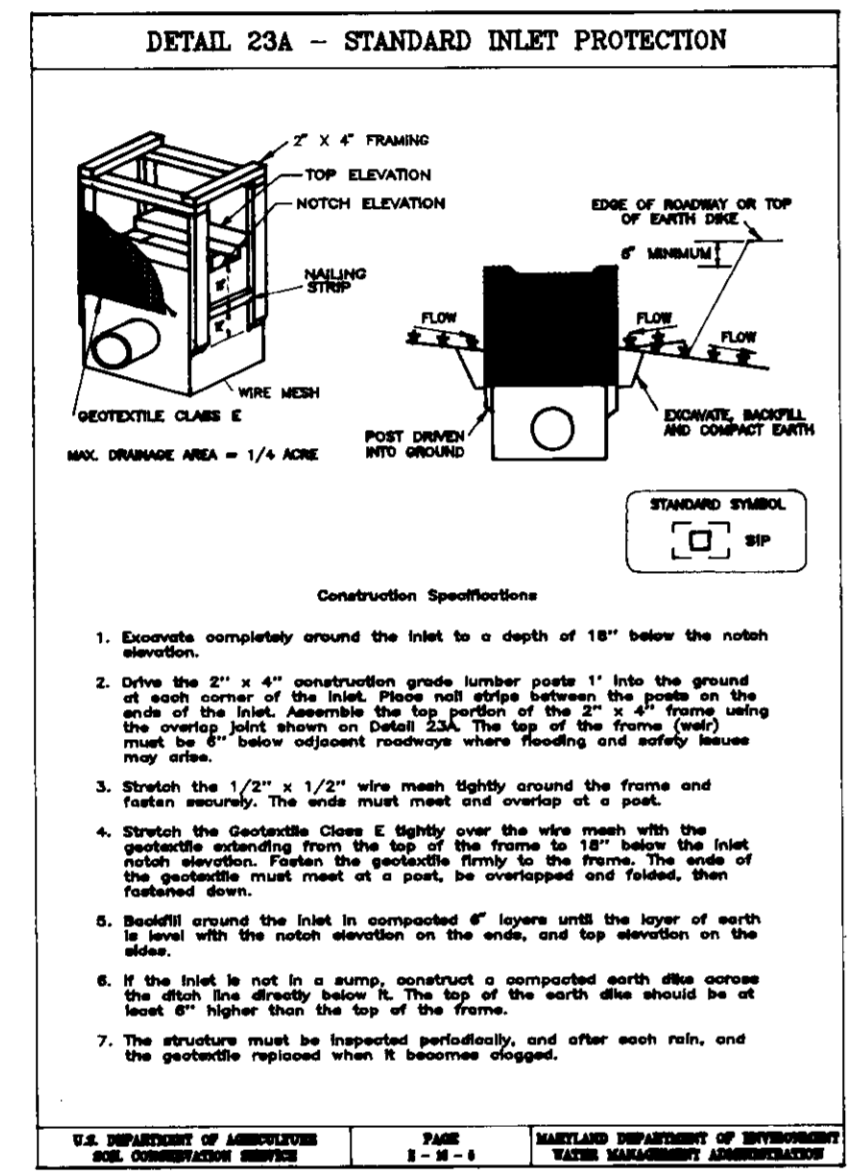 DETAIL 23A - STANDARD INLET PROTECTION
2" X 4" FRAMING
TOP ELEVATION
NOTCH ELEVATION
NAILING
STRIP
WIRE MESH
GEOTEXTILE CLASS E
MAX. DRAINAGE AREA = 1/4 ACRE
EDGE OF ROADWAY OR TOP
OF EARTH DIKE
6" MINIMUM
FLOW
FLOW
FLOW
POST DRIVEN
INTO GROUND
EXCAVATE, BACKFILL
AND COMPACT EARTH
STANDARD SYMBOL
SIP
Construction Specifications
1. Excavate completely around the inlet to a depth of 18" below the notch
elevation.
2. Drive the 2" x 4" construction grade lumber posts 1' into the ground
at each corner of the inlet. Place nail strips between the posts on the
ends of the inlet. Assemble the top portion of the 2" x 4" frame using
the overlap joint shown on Detail 23A. The top of the frame (weir)
must be 6" below adjacent roadways where flooding and safety issues
may arise.
3. Stretch the 1/2" x 1/2" wire mesh tightly around the frame and
fasten securely. The ends must meet and overlap at a post.
4. Stretch the Geotextile Class E tightly over the wire mesh with the
geotextile extending from the top of the frame to 18" below the inlet
notch elevation. Fasten the geotextile firmly to the frame. The ends of
the geotextile must meet at a post, be overlapped and folded, then
fastened down.
5. Backfill around the inlet in compacted 6" layers until the layer of earth
is level with the notch elevation on the ends, and top elevation on the
sides.
6. If the inlet is not in a sump, construct a compacted earth dike across
the ditch line directly below it. The top of the earth dike should be at
least 6" higher than the top of the frame.
7. The structure must be inspected periodically, and after each rain, and
the geotextile replaced when it becomes clogged.
U.S. DEPARTMENT OF AGRICULTURE
SOIL CONSERVATION SERVICE
PAGE
MARYLAND DEPARTMENT OF ENVIRONMENT
WATER MANAGEMENT ADMINISTRATION